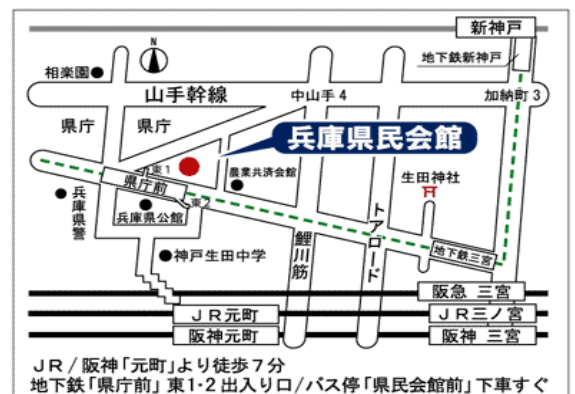 新神戸
地下鉄新神戸
N
相楽園
山手幹線
中山手4
加納町3
県庁
県庁
兵庫県民会館
東1
農業共済会館
生田神社
県庁前
東2
兵庫県警
兵庫県公館
トアロード
鯉川筋
神戸生田中学
地下鉄三宮
阪急 三宮
JR元町
JR三ノ宮
阪神元町
阪神 三宮
JR/阪神「元町」より徒歩7分
地下鉄「県庁前」東1・2出入り口/バス停「県民会館前」下車すぐ